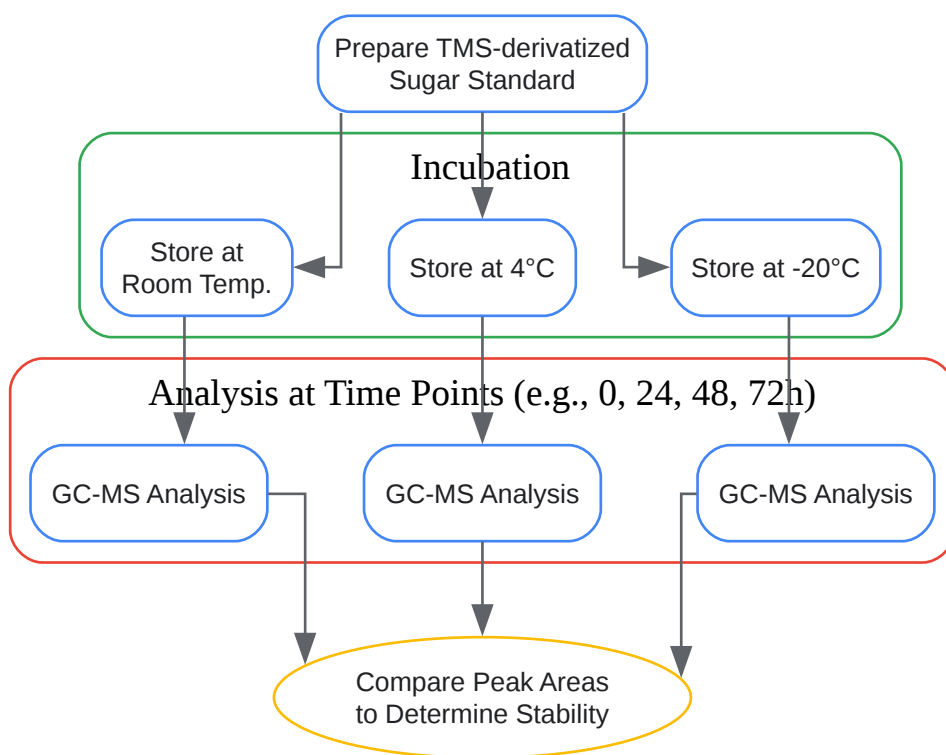 Prepare TMS-derivatized
Sugar Standard
Incubation
Store at
Room Temp.
Store at 4°C
Store at -20°C
Analysis at Time Points (e.g., 0, 24, 48, 72h)
GC-MS Analysis
GC-MS Analysis
GC-MS Analysis
Compare Peak Areas
to Determine Stability